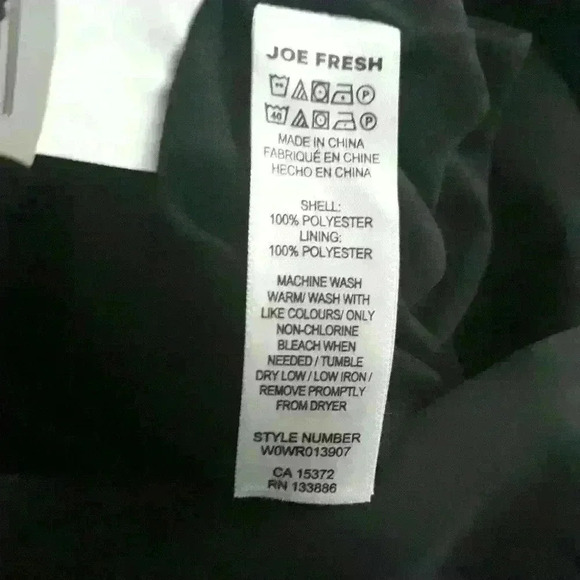 JOE FRESH
P
40 P
MADE IN CHINA
FABRIQUÉ EN CHINE
HECHO EN CHINA
SHELL:
100% POLYESTER
LINING:
100% POLYESTER
MACHINE WASH
WARM/ WASH WITH
LIKE COLOURS/ ONLY
NON-CHLORINE
BLEACH WHEN
NEEDED / TUMBLE
DRY LOW / LOW IRON /
REMOVE PROMPTLY
FROM DRYER
STYLE NUMBER
W0WR013907
CA 15372
RN 133886